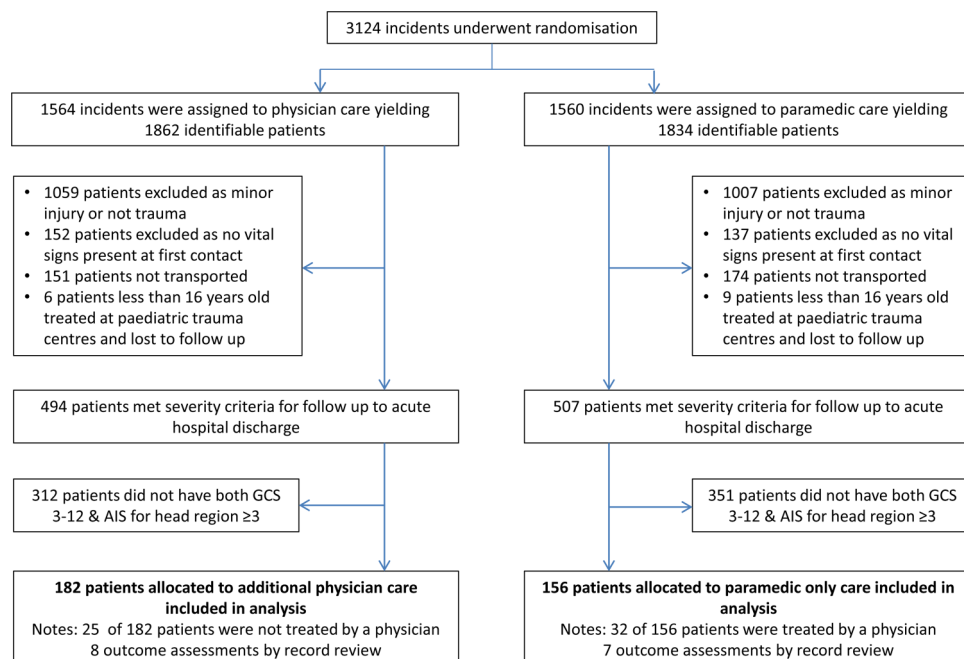 3124 incidents underwent randomisation
1564 incidents were assigned to physician care yielding
1862 identifiable patients
1560 incidents were assigned to paramedic care yielding
1834 identifiable patients
• 1059 patients excluded as minor
injury or not trauma
• 152 patients excluded as no vital
signs present at first contact
• 151 patients not transported
• 6 patients less than 16 years old
treated at paediatric trauma
centres and lost to follow up
• 1007 patients excluded as minor
injury or not trauma
• 137 patients excluded as no vital
signs present at first contact
• 174 patients not transported
• 9 patients less than 16 years old
treated at paediatric trauma
centres and lost to follow up
494 patients met severity criteria for follow up to acute
hospital discharge
507 patients met severity criteria for follow up to acute
hospital discharge
312 patients did not have both GCS
3-12 & AIS for head region ≥3
351 patients did not have both GCS
3-12 & AIS for head region ≥3
182 patients allocated to additional physician care
included in analysis
Notes: 25 of 182 patients were not treated by a physician
8 outcome assessments by record review
156 patients allocated to paramedic only care included in
analysis
Notes: 32 of 156 patients were treated by a physician
7 outcome assessments by record review